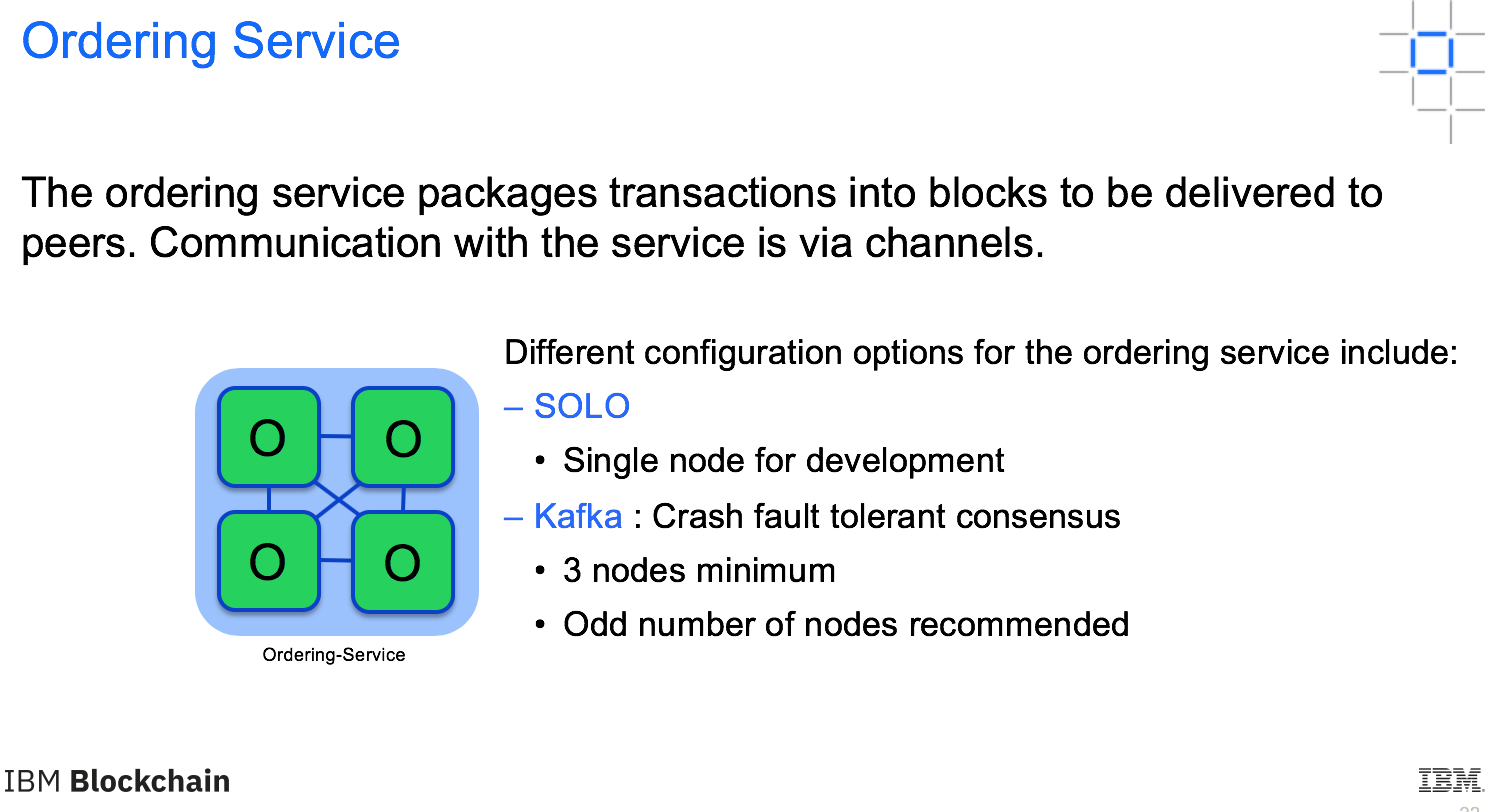 Ordering Service
The ordering service packages transactions into blocks to be delivered to
peers. Communication with the service is via channels.
Different configuration options for the ordering service include:
– SOLO
• Single node for development
– Kafka : Crash fault tolerant consensus
• 3 nodes minimum
• Odd number of nodes recommended
O O
O O
Ordering-Service
IBM Blockchain
IBM